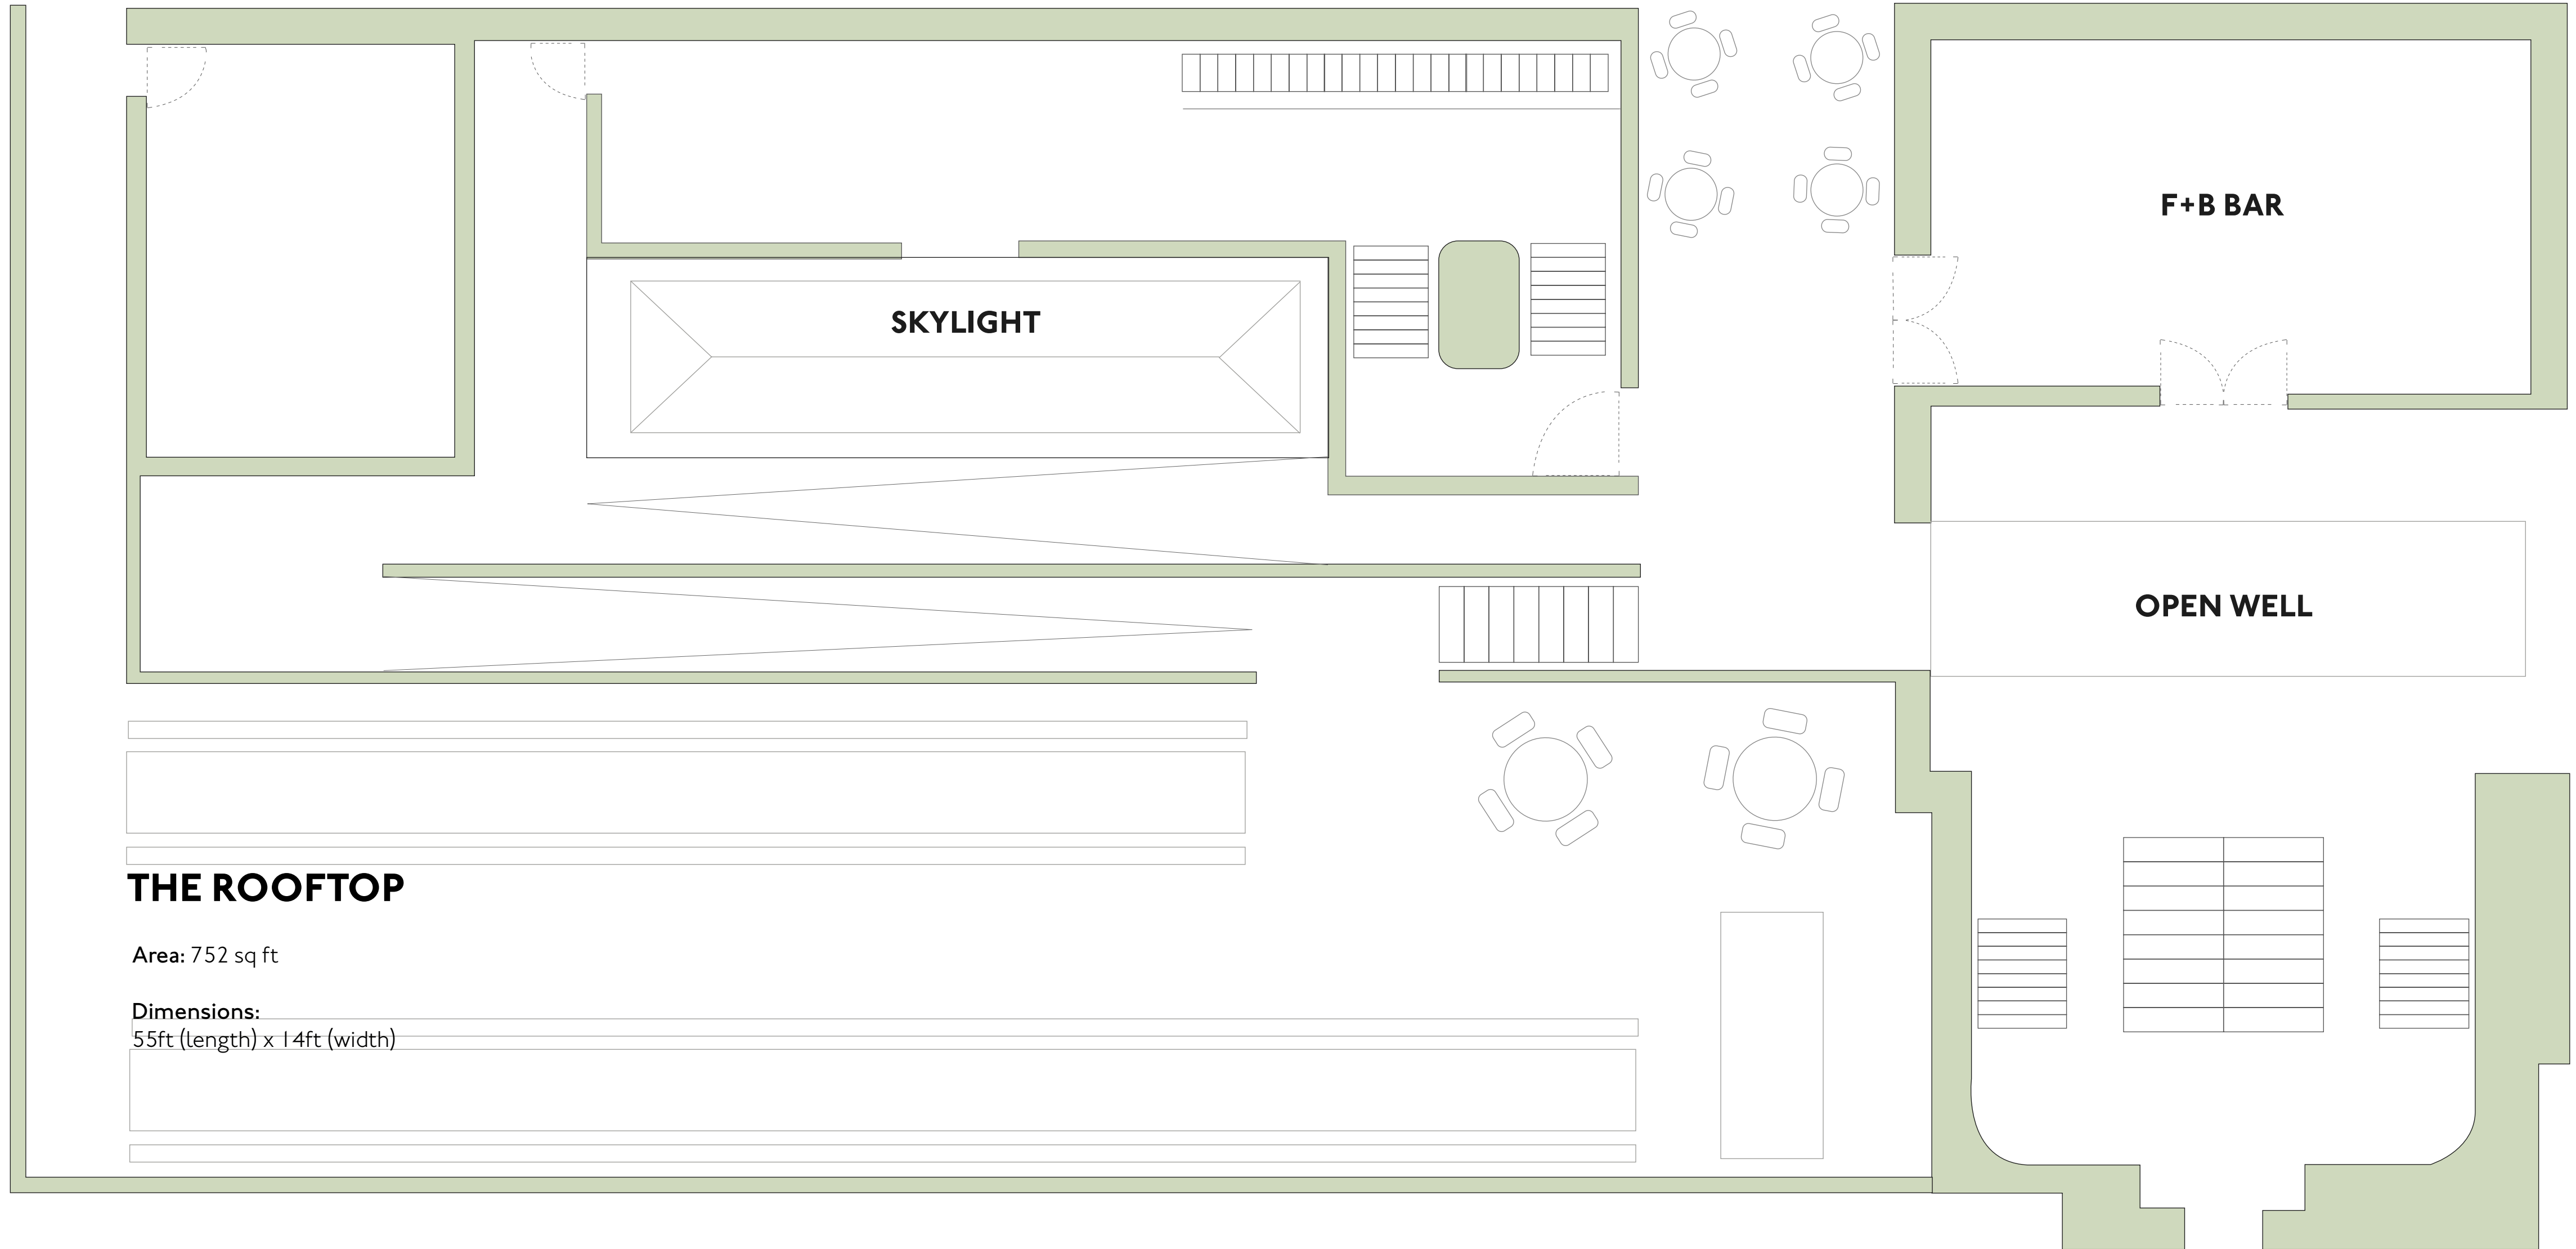 F+B BAR
SKYLIGHT
OPEN WELL
THE ROOFTOP
Area: 752 sq ft
Dimensions:
55ft (length) x 14ft (width)